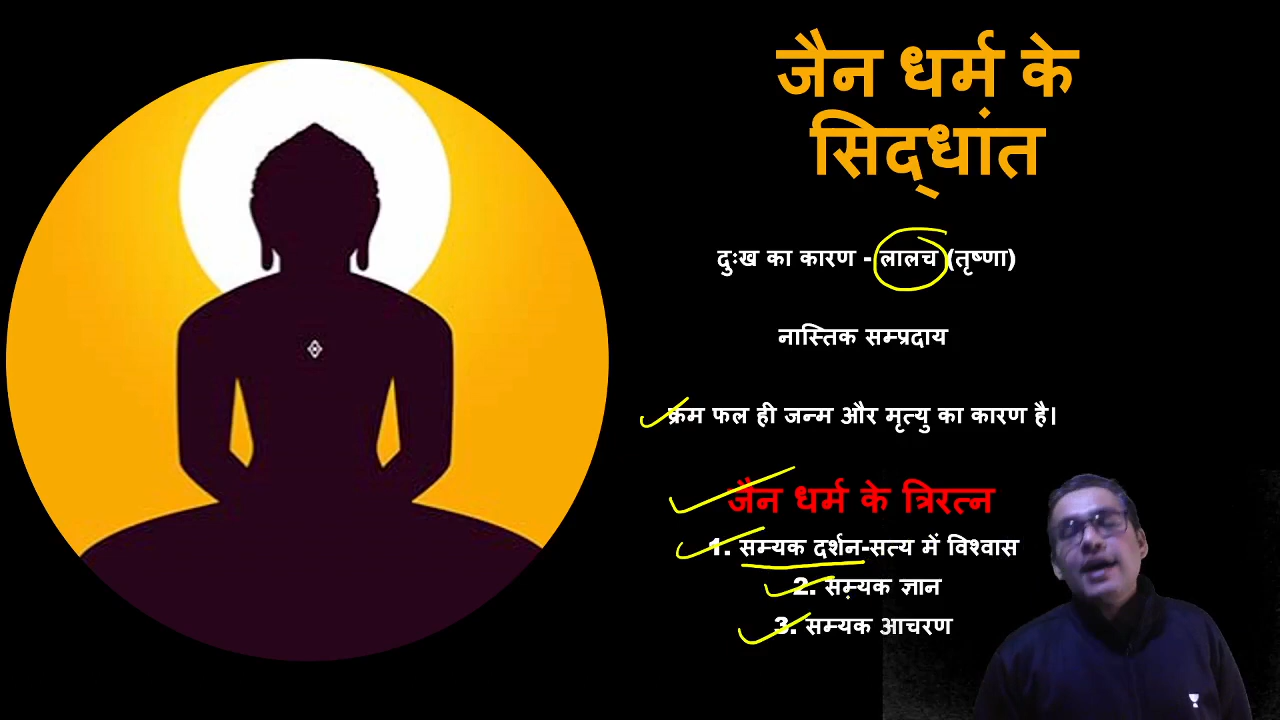 जैन धर्म के
सिद्धांत
दुःख का कारण - लालच (तृष्णा)
नास्तिक सम्प्रदाय
क्रम फल ही जन्म और मृत्यु का कारण है।
जैन धर्म के त्रिरत्न
1. सम्यक दर्शन-सत्य में विश्वास
2. सम्यक ज्ञान
3. सम्यक आचरण